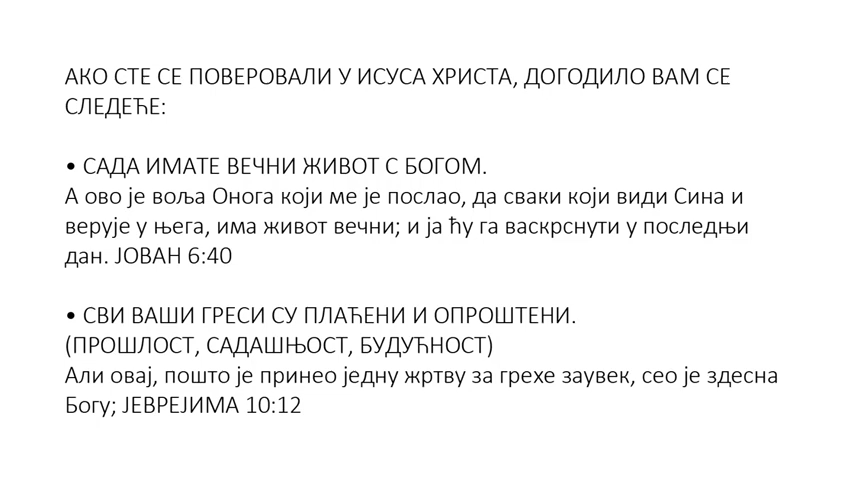 АКО СТЕ СЕ ПОВЕРОВАЛИ У ИСУСА ХРИСТА, ДОГОДИЛО ВАМ СЕ
СЛЕДЕЋЕ:
• САДА ИМАТЕ ВЕЧНИ ЖИВОТ С БОГОМ.
А ово је воља Онога који ме је послао, да сваки који види Сина и
верује у њега, има живот вечни; и ја ћу га васкрснути у последњи
дан. ЈОВАН 6:40
• СВИ ВАШИ ГРЕСИ СУ ПЛАЋЕНИ И ОПРОШТЕНИ.
(ПРОШЛОСТ, САДАШЊОСТ, БУДУЋНОСТ)
Али овај, пошто је принео једну жртву за грехе заувек, сео је здесна
Богу; ЈЕВРЕЈИМА 10:12